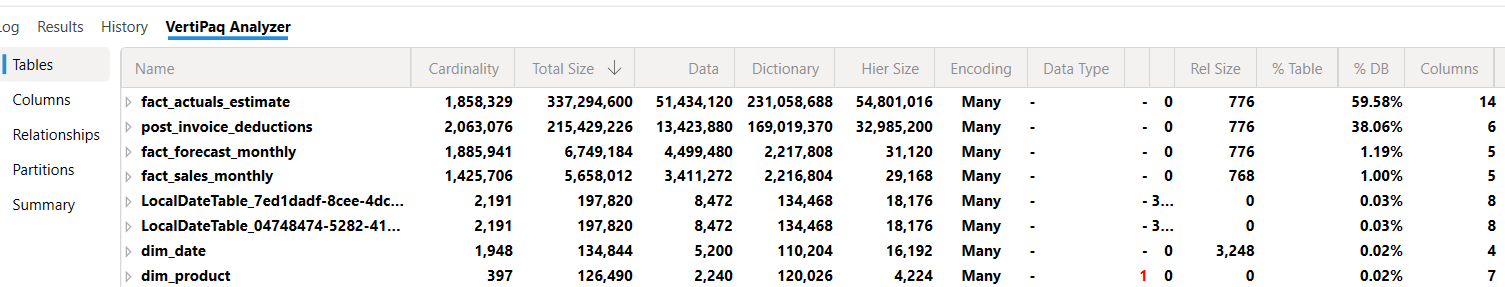 Log Results History VertiPaq Analyzer
Tables
Columns
Relationships
Partitions
Summary
Name Cardinality Total Size ↓ Data Dictionary Hier Size Encoding Data Type Rel Size % Table % DB Columns
fact_actuals_estimate 1,858,329 337,294,600 51,434,120 231,058,688 54,801,016 Many - - 0 776 59.58% 14
post_invoice_deductions 2,063,076 215,429,226 13,423,880 169,019,370 32,985,200 Many - - 0 776 38.06% 6
fact_forecast_monthly 1,885,941 6,749,184 4,499,480 2,217,808 31,120 Many - - 0 776 1.19% 5
fact_sales_monthly 1,425,706 5,658,012 3,411,272 2,216,804 29,168 Many - - 0 768 1.00% 5
LocalDateTable_7ed1dadf-8cee-4dc... 2,191 197,820 8,472 134,468 18,176 Many - - 3... 0 0.03% 8
LocalDateTable_04748474-5282-41... 2,191 197,820 8,472 134,468 18,176 Many - - 3... 0 0.03% 8
dim_date 1,948 134,844 5,200 110,204 16,192 Many - - 0 3,248 0.02% 4
dim_product 397 126,490 2,240 120,026 4,224 Many - 1 0 0 0.02% 7